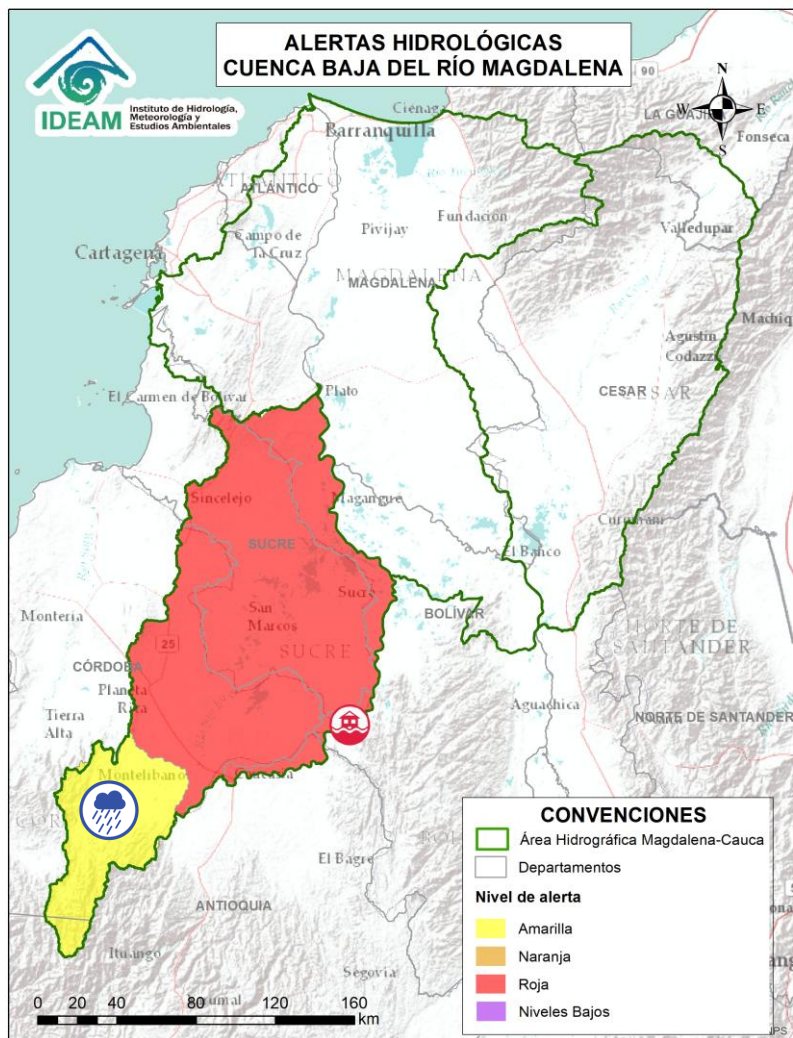 ALERTAS HIDROLÓGICAS
CUENCA BAJA DEL RÍO MAGDALENA
IDEAM
Instituto de Hidrología,
Meteorología y
Estudios Ambientales
90
N
W
E
S
LA GUAJIRA
Fonseca
Ciénaga
Barranquilla
ATLÁNTICO
ATLÁNTICO
Fundación
Pivijay
Valledupar
Campo de
la Cruz
Cartagena
MAGDALENA
MAGDALENA
Machiq
Agustín
Codazzi
CESAR
CESAR
El Carmen de Bolívar
Plato
Sincelejo
Magangué
Curumaní
SUCRE
El Banco
Sucre
BOLÍVAR
San
Marcos
Montería
25
SUCRE
NORTE DE
SANTANDER
CÓRDOBA
Planeta
Rica
Aguachica
Tierra
Alta
NORTE DE SANTANDER
Montelíbano
Caucasia
El Bagre
ANTIOQUIA
Ituango
Segovia
0 20 40 80 120 160
km
CONVENCIONES
Área Hidrográfica Magdalena-Cauca
Departamentos
Nivel de alerta
Amarilla
Naranja
Roja
Niveles Bajos